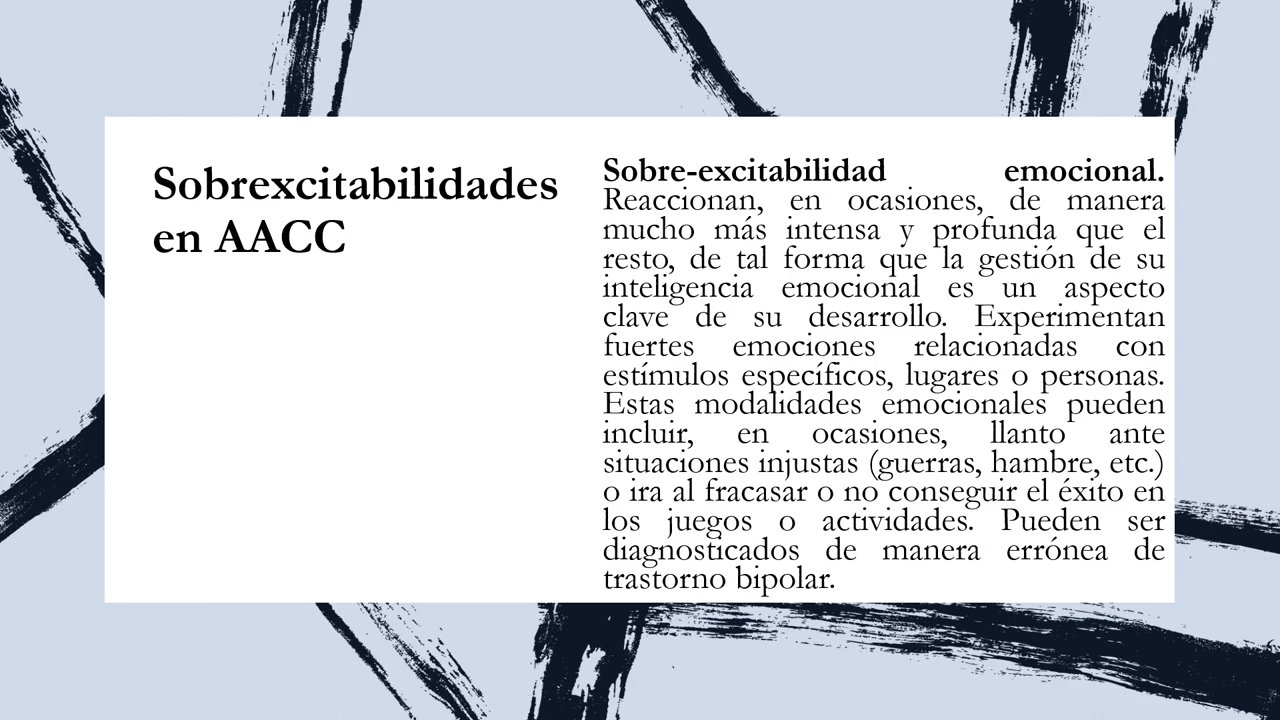 Sobrexcitabilidades
en AACC
Sobre-excitabilidad emocional.
Reaccionan, en ocasiones, de manera
mucho más intensa y profunda que el
resto, de tal forma que la gestión de su
inteligencia emocional es un aspecto
clave de su desarrollo. Experimentan
fuertes emociones relacionadas con
estímulos específicos, lugares o personas.
Estas modalidades emocionales pueden
incluir, en ocasiones, llanto ante
situaciones injustas (guerras, hambre, etc.)
o ira al fracasar o no conseguir el éxito en
los juegos o actividades. Pueden ser
diagnosticados de manera errónea de
trastorno bipolar.